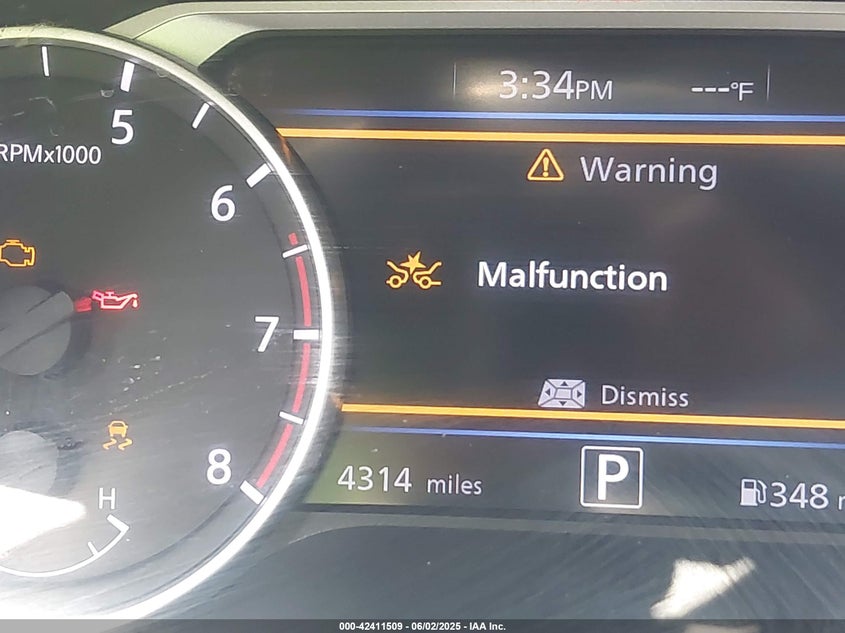 3:34PM ---°F
5
RPMx1000
Warning
6
Malfunction
7
Dismiss
8
4314 miles
P
348
H
000-42411509 - 06/02/2025 - IAA Inc.